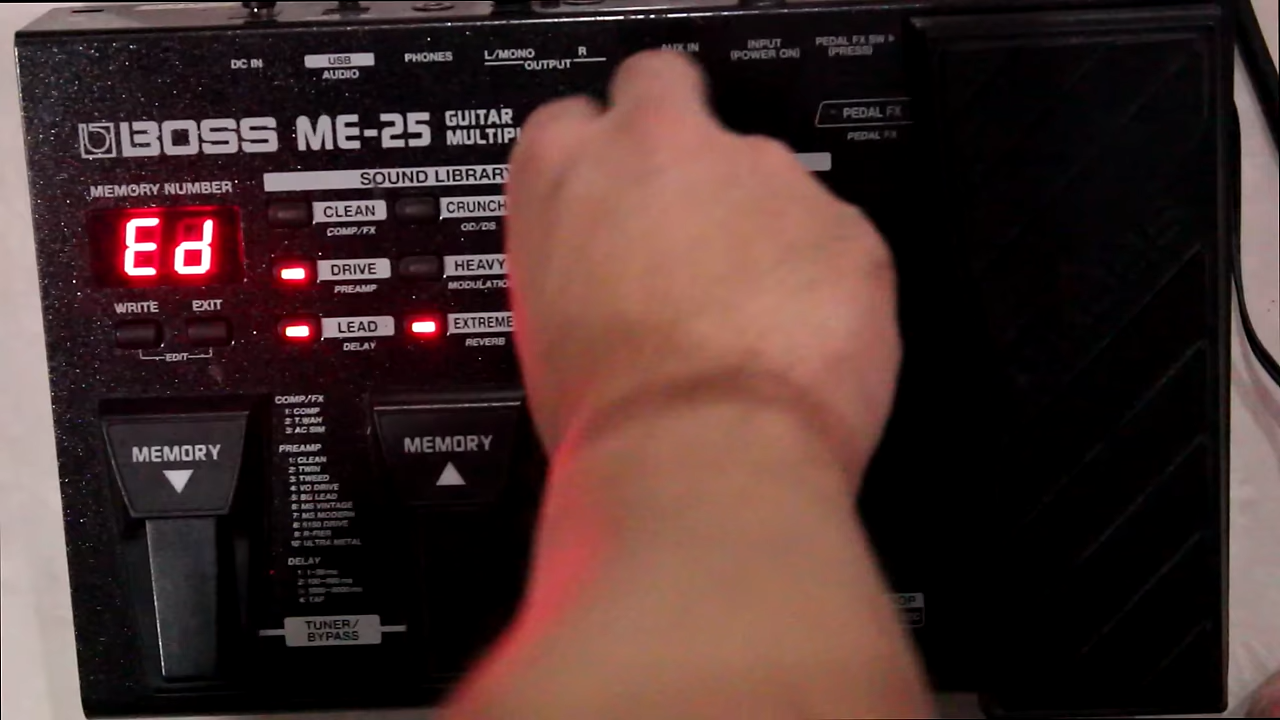 DC IN
USB
AUDIO
PHONES
L/MONO R
OUTPUT
AUX IN
INPUT
(POWER ON)
PEDAL FX SW
(PRESS)
BOSS ME-25 GUITAR
PEDAL FX
PEDAL FX
SOUND LIBRARY
MEMORY NUMBER
Ed
WRITE EXIT
EDIT
CLEAN
COMP/FX
CRUNCH
OD/DS
DRIVE
PREAMP
HEAVY
LEAD
DELAY
EXTREME
REVERB
MEMORY
MEMORY
COMP/FX
1: COMP
2: T.WAH
3: AC SIM
PREAMP
1: CLEAN
2: TWIN
3: TWEED
4: VO DRIVE
5: BG LEAD
6: MS VINTAGE
7: MS MODERN
8: 5150 DRIVE
9: R-FIER
10: ULTRA METAL
DELAY
4: TAP
TUNER/
BYPASS